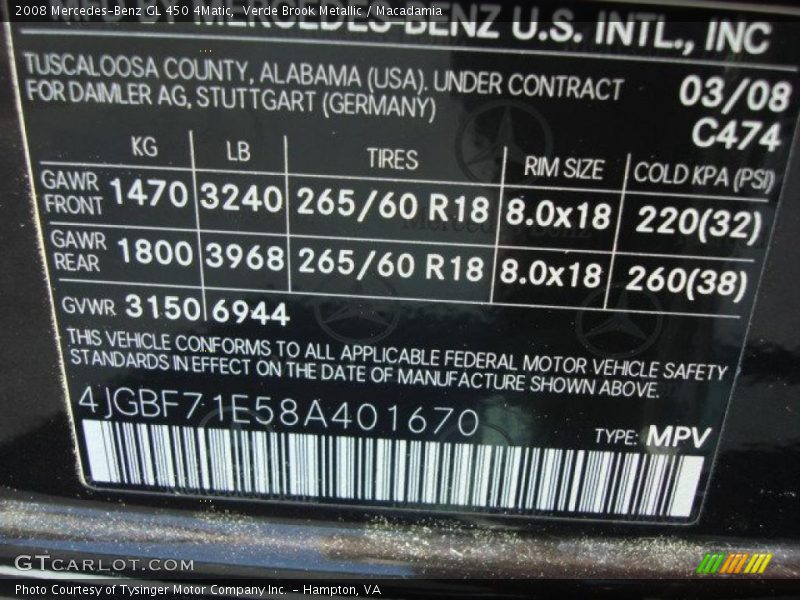 2008 Mercedes-Benz GL 450 4Matic, Verde Brook Metallic / Macadamia
MERCEDES-BENZ U.S. INTL., INC
TUSCALOOSA COUNTY, ALABAMA (USA). UNDER CONTRACT
FOR DAIMLER AG, STUTTGART (GERMANY)
03/08
C474
KG LB TIRES RIM SIZE COLD KPA (PSI)
GAWR FRONT 1470 3240 265/60 R18 8.0x18 220(32)
GAWR REAR 1800 3968 265/60 R18 8.0x18 260(38)
GVWR 3150 6944
THIS VEHICLE CONFORMS TO ALL APPLICABLE FEDERAL MOTOR VEHICLE SAFETY
STANDARDS IN EFFECT ON THE DATE OF MANUFACTURE SHOWN ABOVE.
4JGBF71E58A401670
TYPE: MPV
GTCARLOT.COM
Photo Courtesy of Tysinger Motor Company Inc. - Hampton, VA